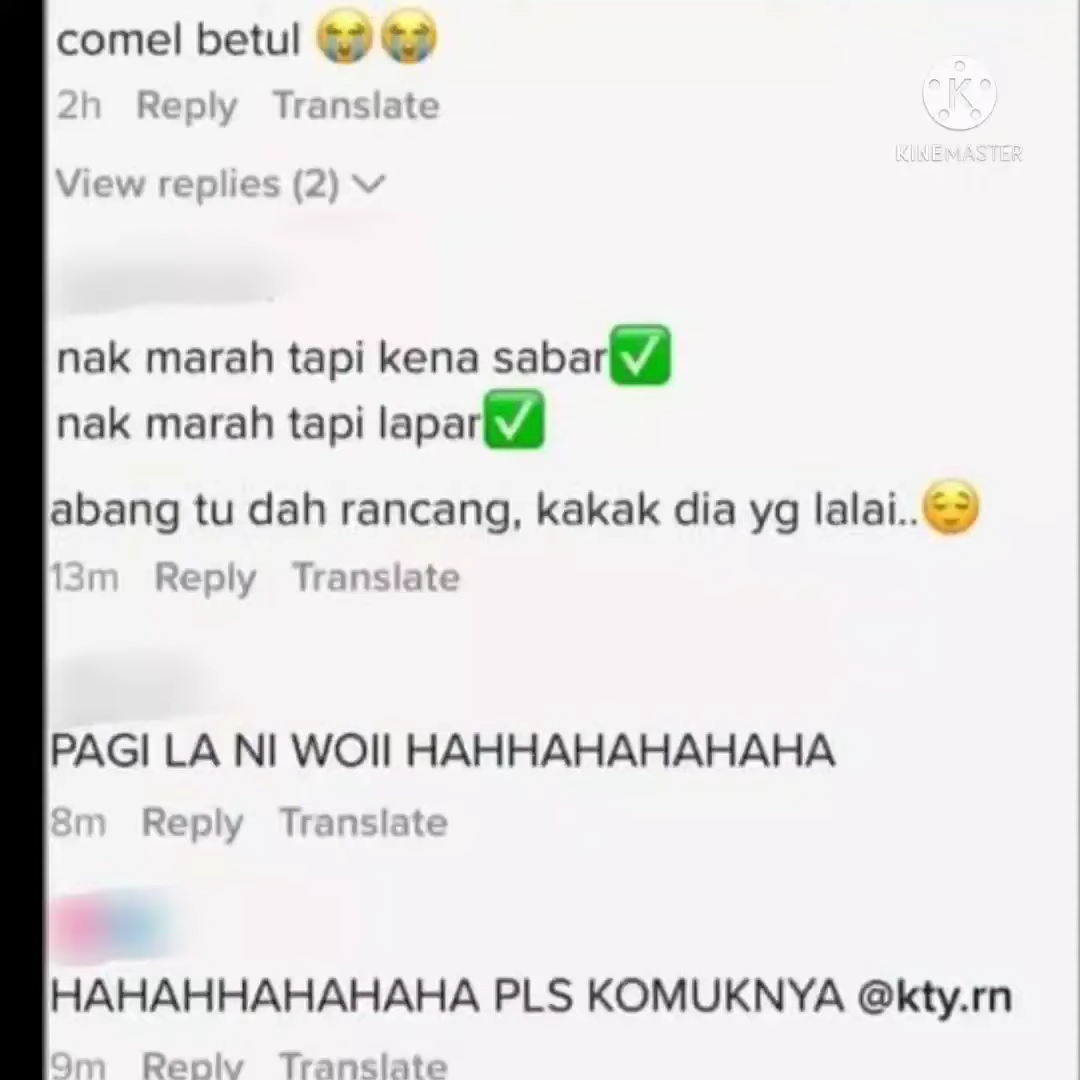 comel betul 😭😭
2h Reply Translate
KINEMASTER
View replies (2)
nak marah tapi kena sabar✅
nak marah tapi lapar✅
abang tu dah rancang, kakak dia yg lalai..😌
13m Reply Translate
PAGI LA NI WOII HAHHAHAHAHAHA
8m Reply Translate
HAHAHHAHAHAHA PLS KOMUKNYA @kty.rn
9m Reply Translate